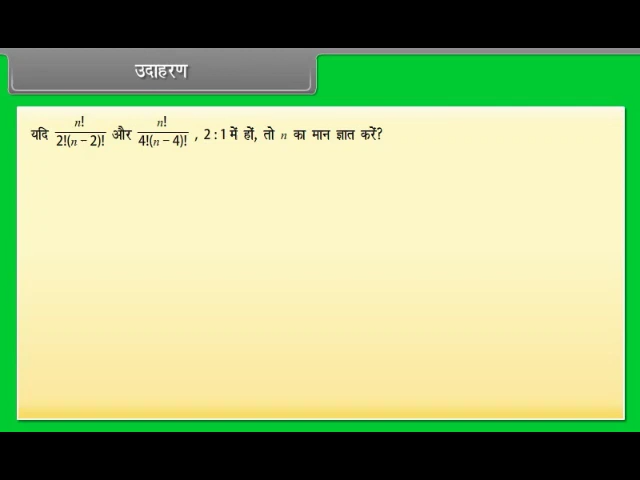 उदाहरण
यदि n!/2!(n − 2)! और n!/4!(n − 4)! , 2 : 1 में हों, तो n का मान ज्ञात करें?